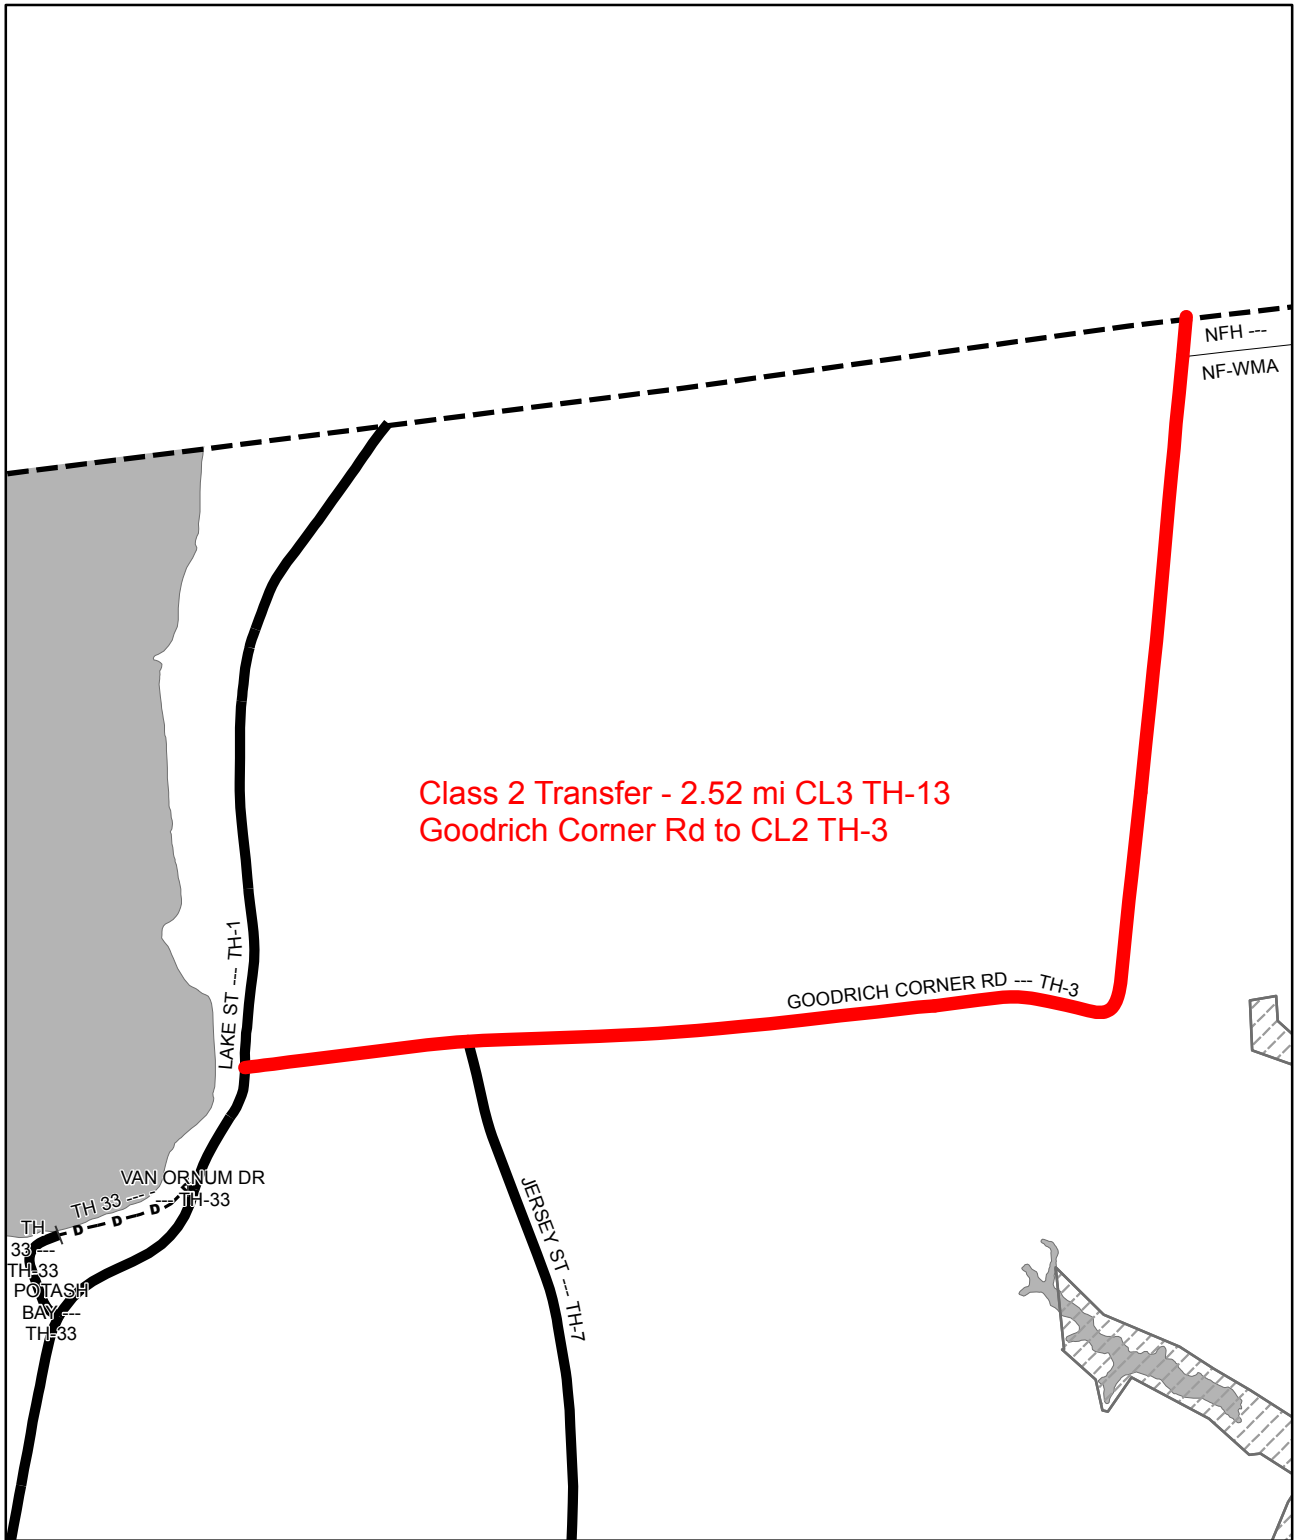 NFH ---
NF-WMA
Class 2 Transfer - 2.52 mi CL3 TH-13
Goodrich Corner Rd to CL2 TH-3
LAKE ST --- TH-1
GOODRICH CORNER RD --- TH-3
VAN ORNUM DR
--- TH-33
TH 33 ---
D D D
TH
33 ---
TH-33
POTASH
BAY ---
TH-33
JERSEY ST --- TH-7